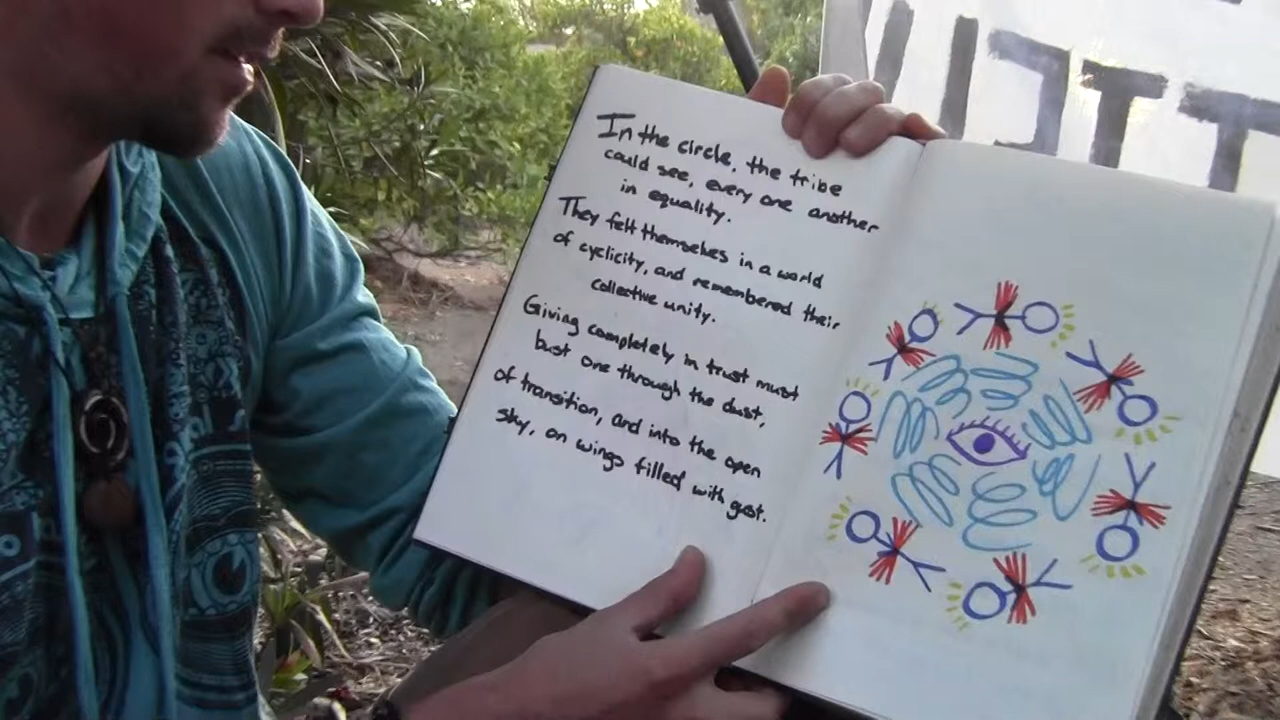 In the circle, the tribe
could see, every one another
in equality.
They felt themselves in a world
of cyclicity, and remembered their
collective unity.
Giving completely in trust must
bust one through the dust,
of transition, and into the open
sky, on wings filled with gust.